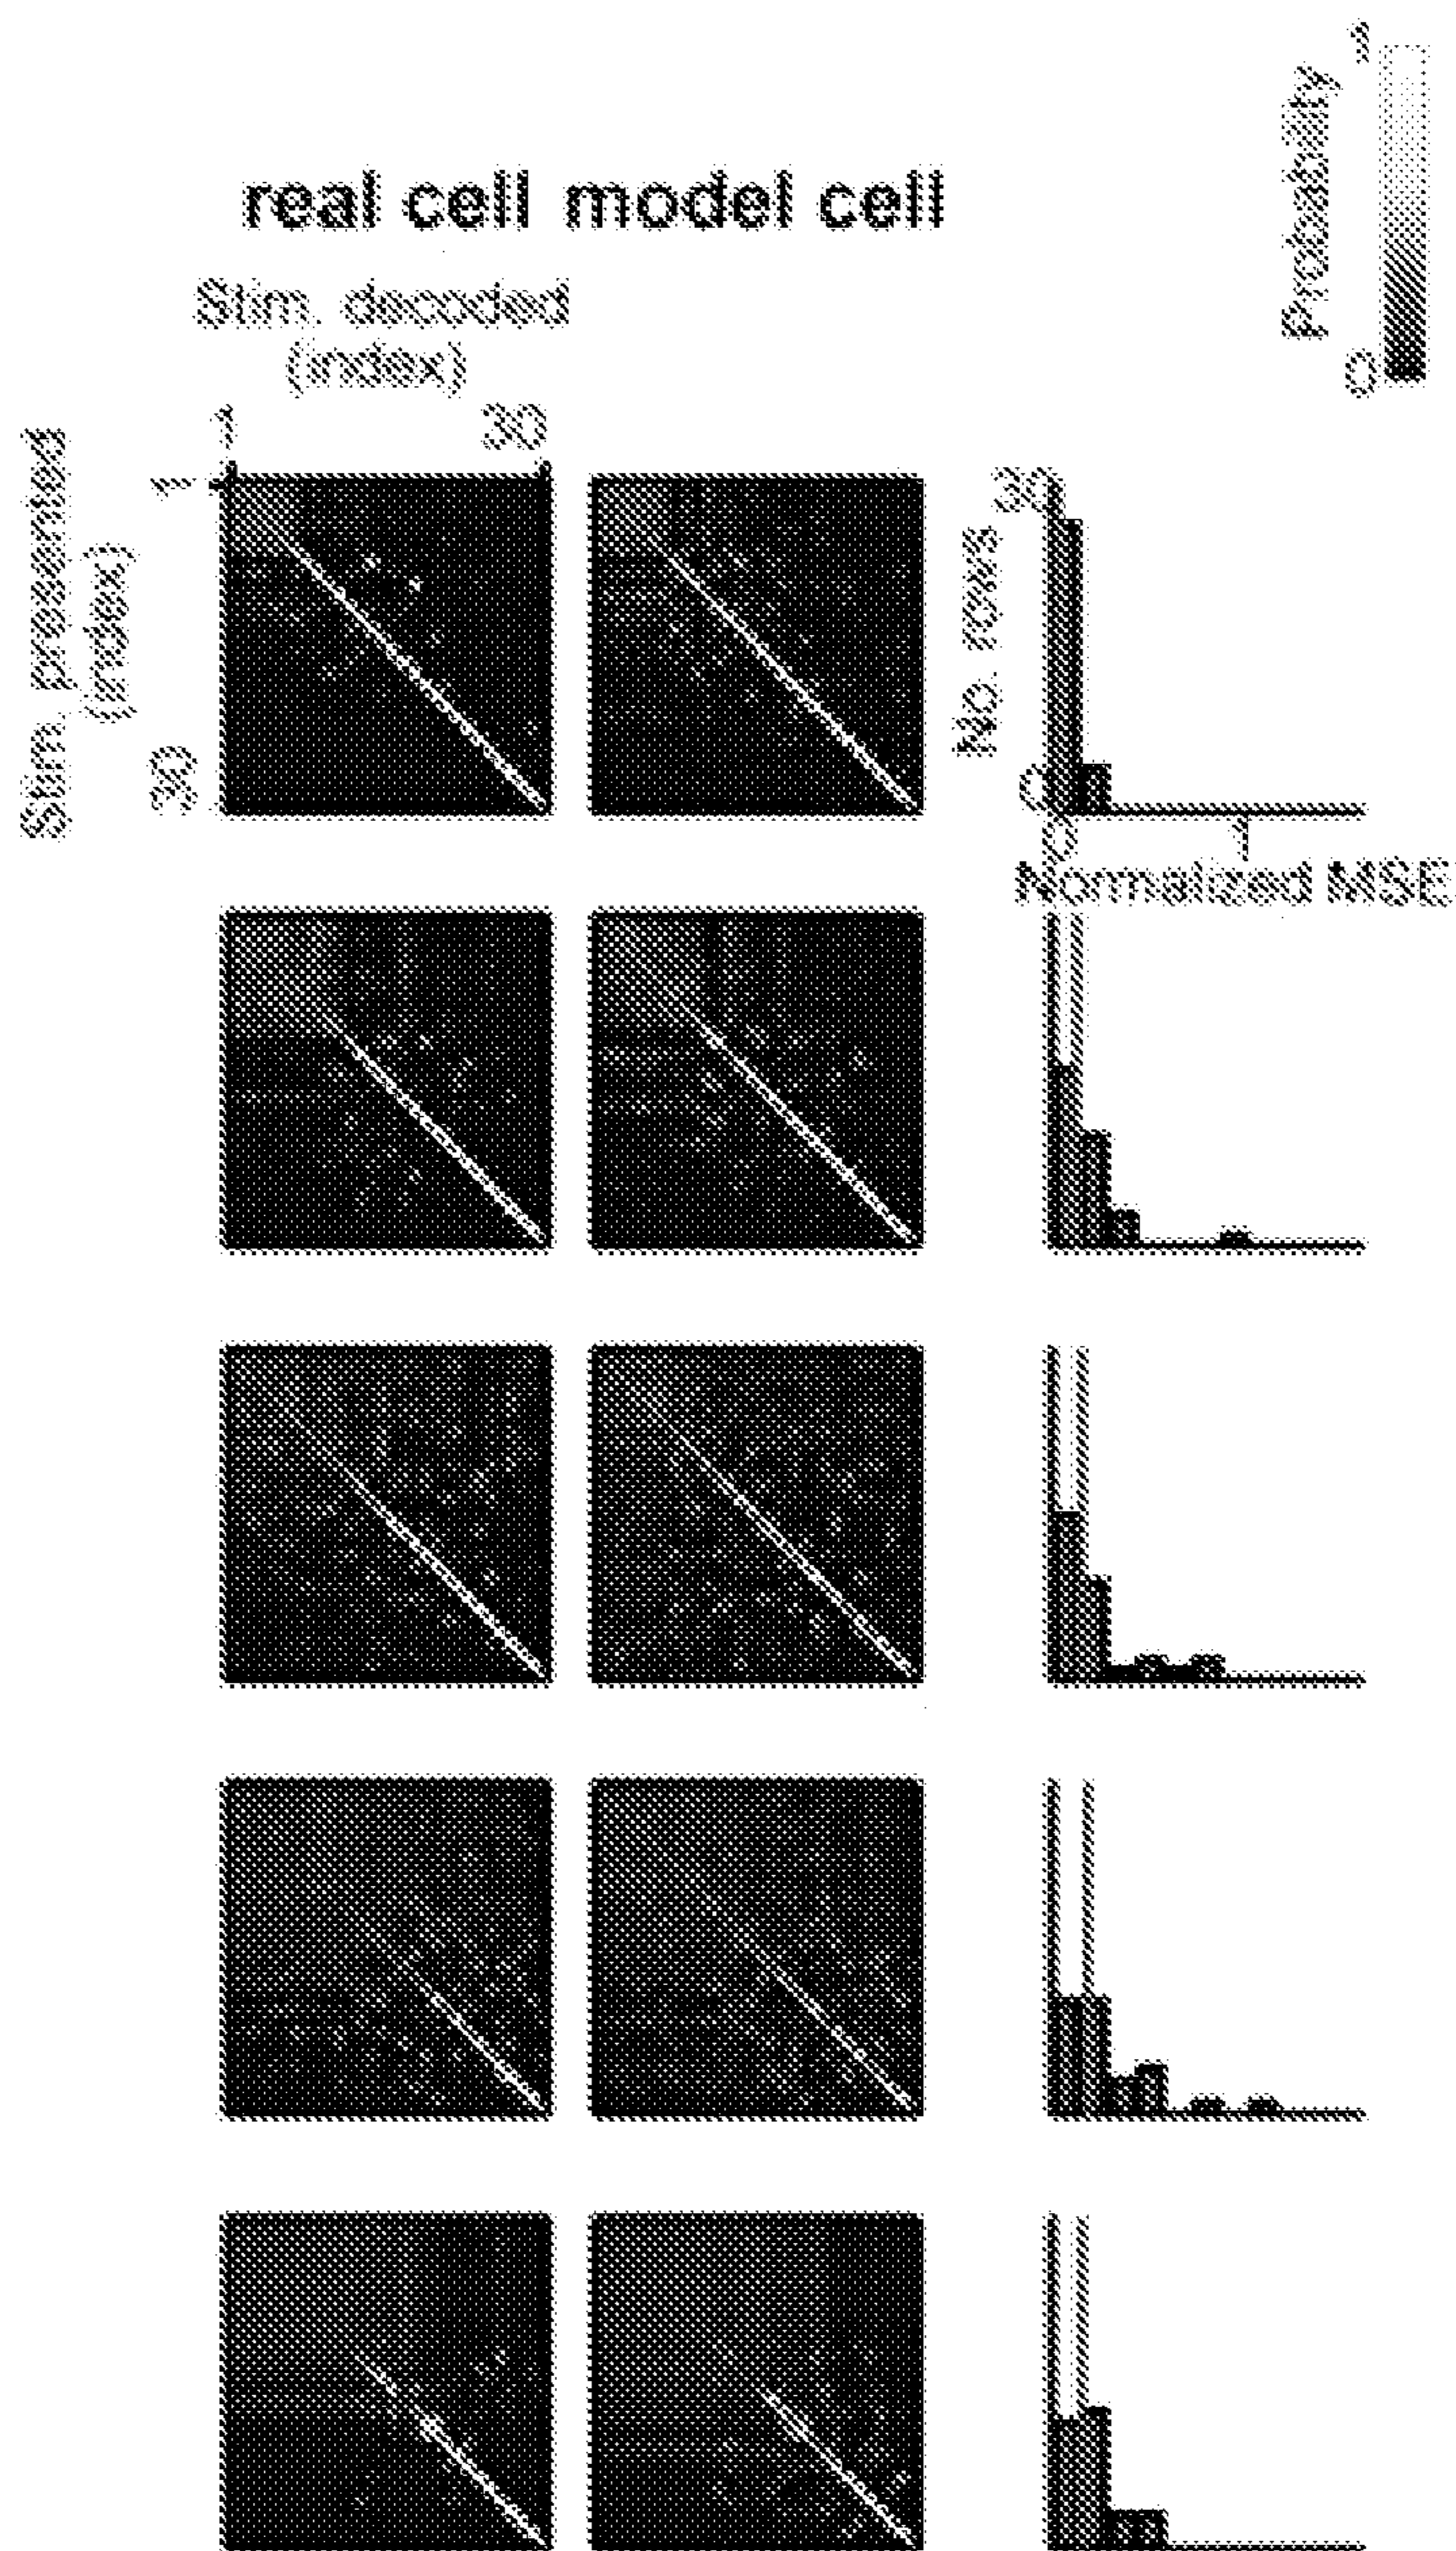 1
Probability
0
real cell model cell
Stim. decoded
(index)
1 30
Stim. presented
(index)
1
30
30
No. rows
0
0 1
Normalized MSE